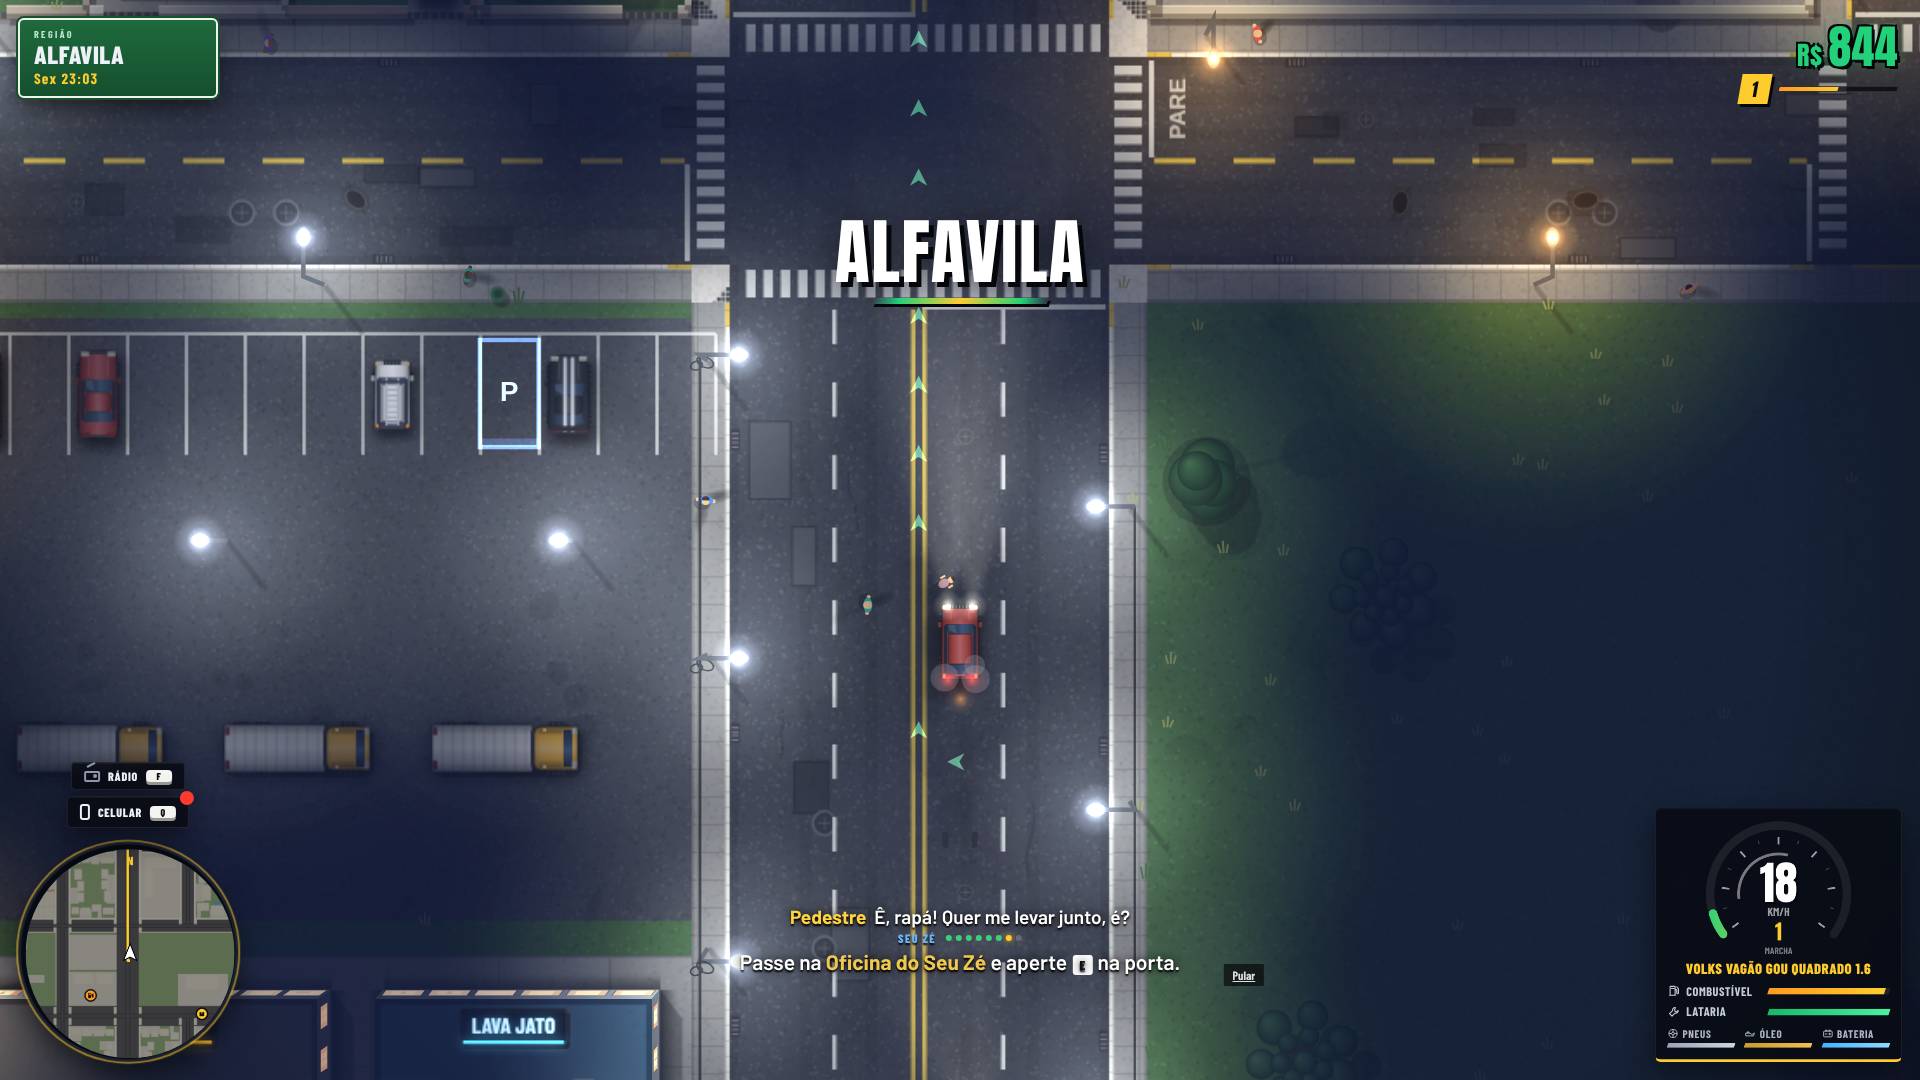 REGIÃO
ALFAVILA
Sex 23:03
R$ 844
1
PARE
ALFAVILA
P
RÁDIO F
CELULAR Q
N
Pedestre Ê, rapá! Quer me levar junto, é?
SEU ZÉ
Passe na Oficina do Seu Zé e aperte E na porta.
Pular
LAVA JATO
18
KM/H
1
MARCHA
VOLKS VAGÃO GOU QUADRADO 1.6
COMBUSTÍVEL
LATARIA
PNEUS ÓLEO BATERIA